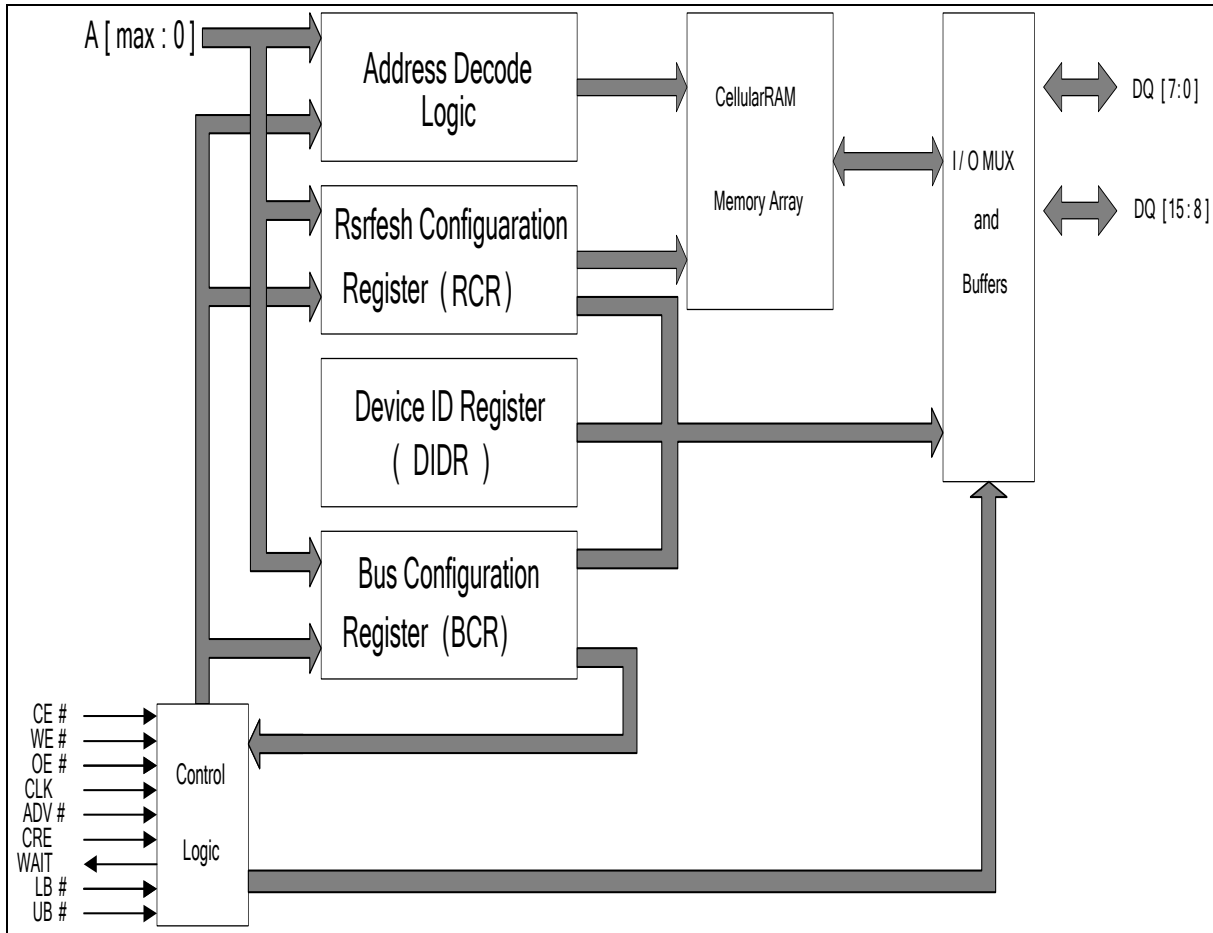 A [ max : 0 ]
Address Decode
Logic
CellularRAM
Memory Array
I / O MUX
and
Buffers
DQ [7:0]
DQ [15:8]
Rsrfesh Configuaration
Register ( RCR )
Device ID Register
( DIDR )
Bus Configuration
Register (BCR)
CE #
WE #
OE #
CLK
ADV #
CRE
WAIT
LB #
UB #
Control
Logic